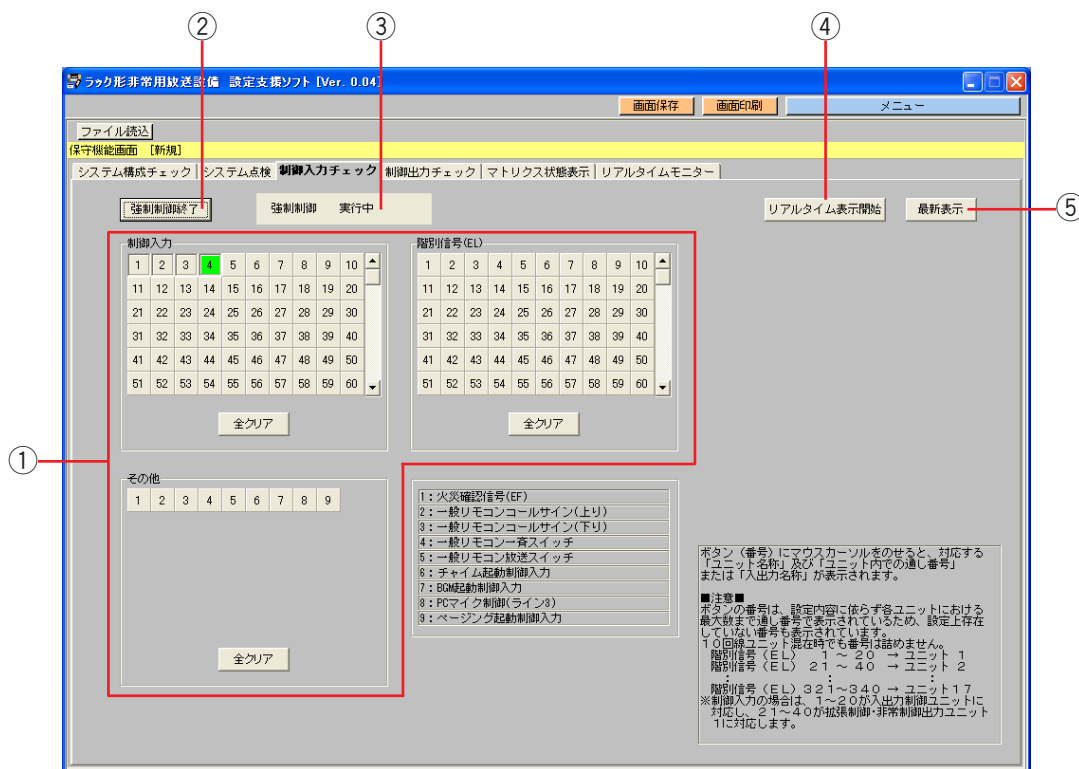 ② ③ ④
ラック形非常用放送設備 設定支援ソフト [Ver. 0.04]
画面保存 画面印刷 メニュー
ファイル読込
保守機能画面 [新規]
システム構成チェック システム点検 制御入力チェック 制御出力チェック マトリクス状態表示 リアルタイムモニター
強制制御終了 強制制御 実行中 リアルタイム表示開始 最新表示 ⑤
制御入力
1 2 3 4 5 6 7 8 9 10
11 12 13 14 15 16 17 18 19 20
21 22 23 24 25 26 27 28 29 30
31 32 33 34 35 36 37 38 39 40
41 42 43 44 45 46 47 48 49 50
51 52 53 54 55 56 57 58 59 60
全クリア
階別信号(EL)
1 2 3 4 5 6 7 8 9 10
11 12 13 14 15 16 17 18 19 20
21 22 23 24 25 26 27 28 29 30
31 32 33 34 35 36 37 38 39 40
41 42 43 44 45 46 47 48 49 50
51 52 53 54 55 56 57 58 59 60
全クリア
①
その他
1 2 3 4 5 6 7 8 9
全クリア
1:火災確認信号(EF)
2:一般リモコンコールサイン(上り)
3:一般リモコンコールサイン(下り)
4:一般リモコン一斉スイッチ
5:一般リモコン放送スイッチ
6:チャイム起動制御入力
7:BGM起動制御入力
8:PCマイク制御(ライン3)
9:ページング起動制御入力
ボタン（番号）にマウスカーソルをのせると、対応する
「ユニット名称」及び「ユニット内での通し番号」
または「入出力名称」が表示されます。
■注意■
ボタンの番号は、設定内容に依らず各ユニットにおける
最大数まで通し番号で表示されているため、設定上存在
していない番号も表示されています。
１０回線ユニット混在時でも番号は詰めません。
階別信号（ＥＬ） １～２０ → ユニット １
階別信号（ＥＬ） ２１～４０ → ユニット ２
： ： ：
階別信号（ＥＬ）３２１～３４０ → ユニット１７
※制御入力の場合は、１～２０が入出力制御ユニットに
対応し、２１～４０が拡張制御・非常制御出力ユニット
１に対応します。